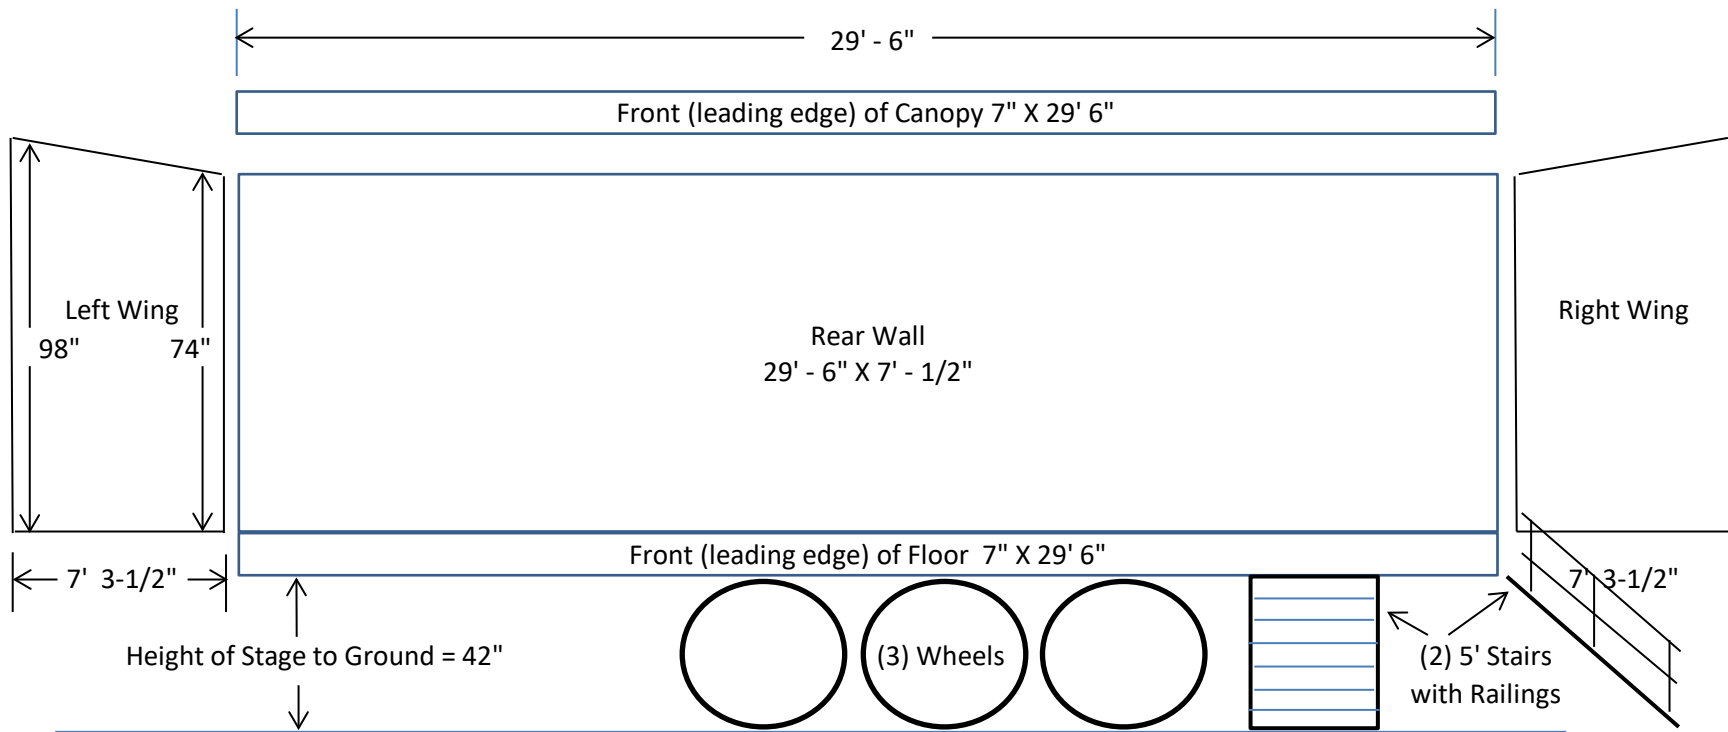 29' - 6"
Front (leading edge) of Canopy 7" X 29' 6"
Left Wing
98"
74"
Rear Wall
29' - 6" X 7' - 1/2"
Right Wing
Front (leading edge) of Floor  7" X 29' 6"
7'  3-1/2"
7'  3-1/2"
Height of Stage to Ground = 42"
(3) Wheels
(2) 5' Stairs
with Railings